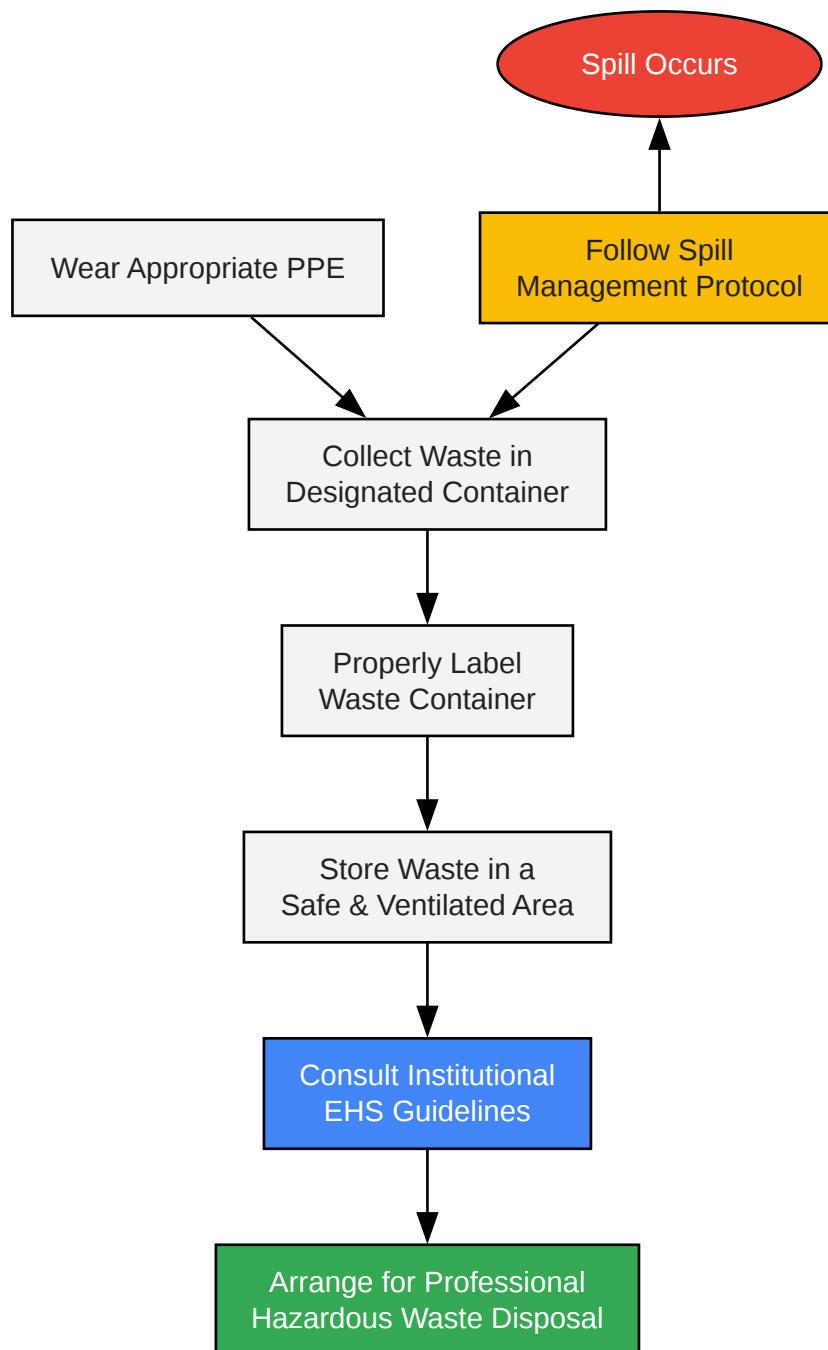 Spill Occurs
Wear Appropriate PPE
Follow Spill
Management Protocol
Collect Waste in
Designated Container
Properly Label
Waste Container
Store Waste in a
Safe & Ventilated Area
Consult Institutional
EHS Guidelines
Arrange for Professional
Hazardous Waste Disposal